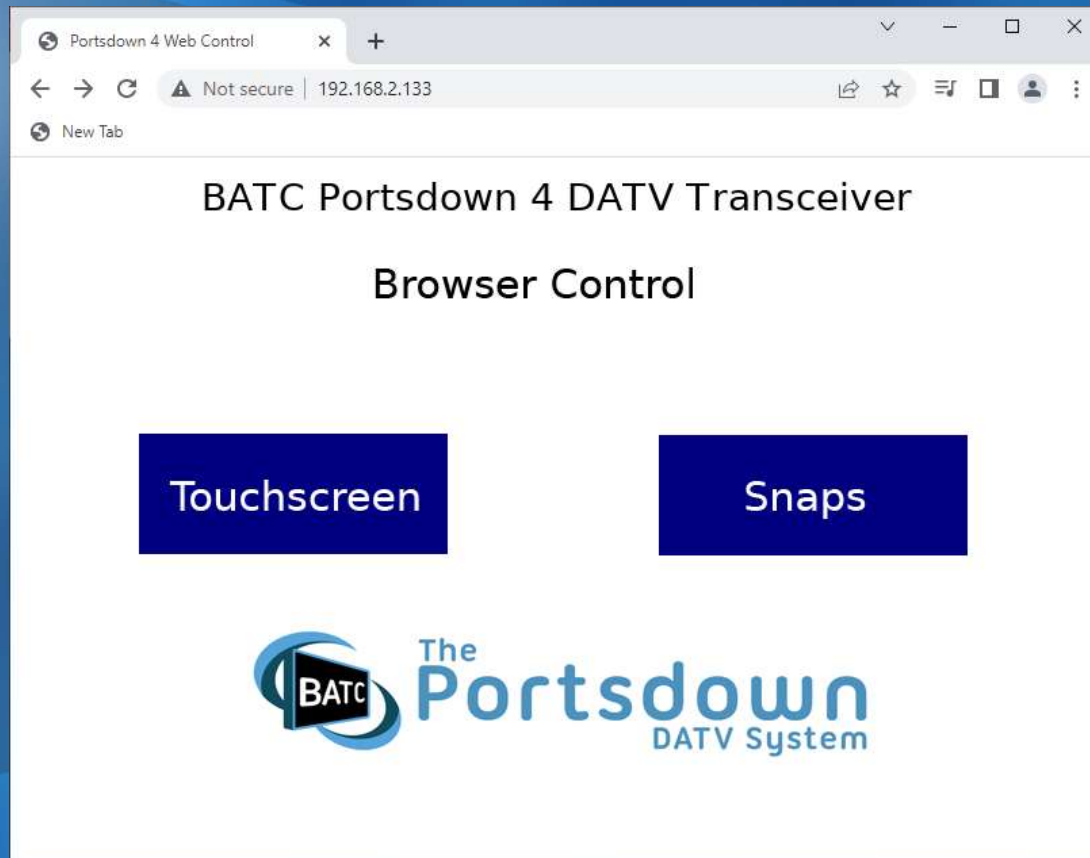 Portsdown 4 Web Control
Not secure 192.168.2.133
New Tab
BATC Portsdown 4 DATV Transceiver
Browser Control
Touchscreen
Snaps
BATC
The
Portsdown
DATV System